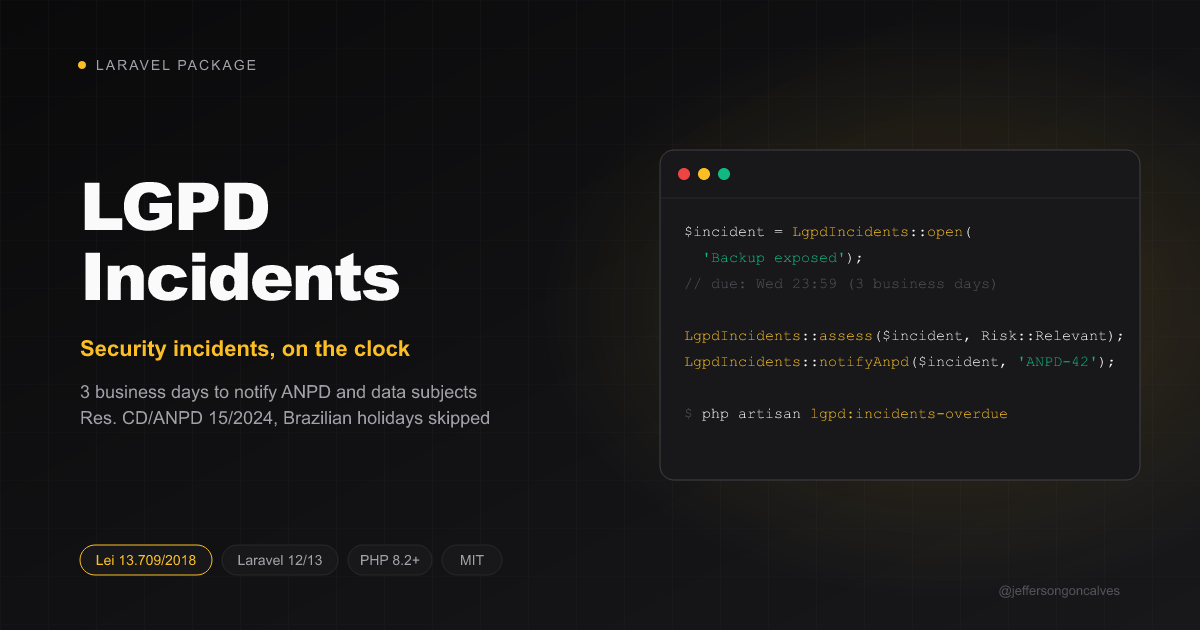 LARAVEL PACKAGE
LGPD
Incidents
Security incidents, on the clock
3 business days to notify ANPD and data subjects
Res. CD/ANPD 15/2024, Brazilian holidays skipped
$incident = LgpdIncidents::open(
'Backup exposed');
// due: Wed 23:59 (3 business days)
LgpdIncidents::assess($incident, Risk::Relevant);
LgpdIncidents::notifyAnpd($incident, 'ANPD-42');
$ php artisan lgpd:incidents-overdue
Lei 13.709/2018
Laravel 12/13
PHP 8.2+
MIT
@jeffersongoncalves